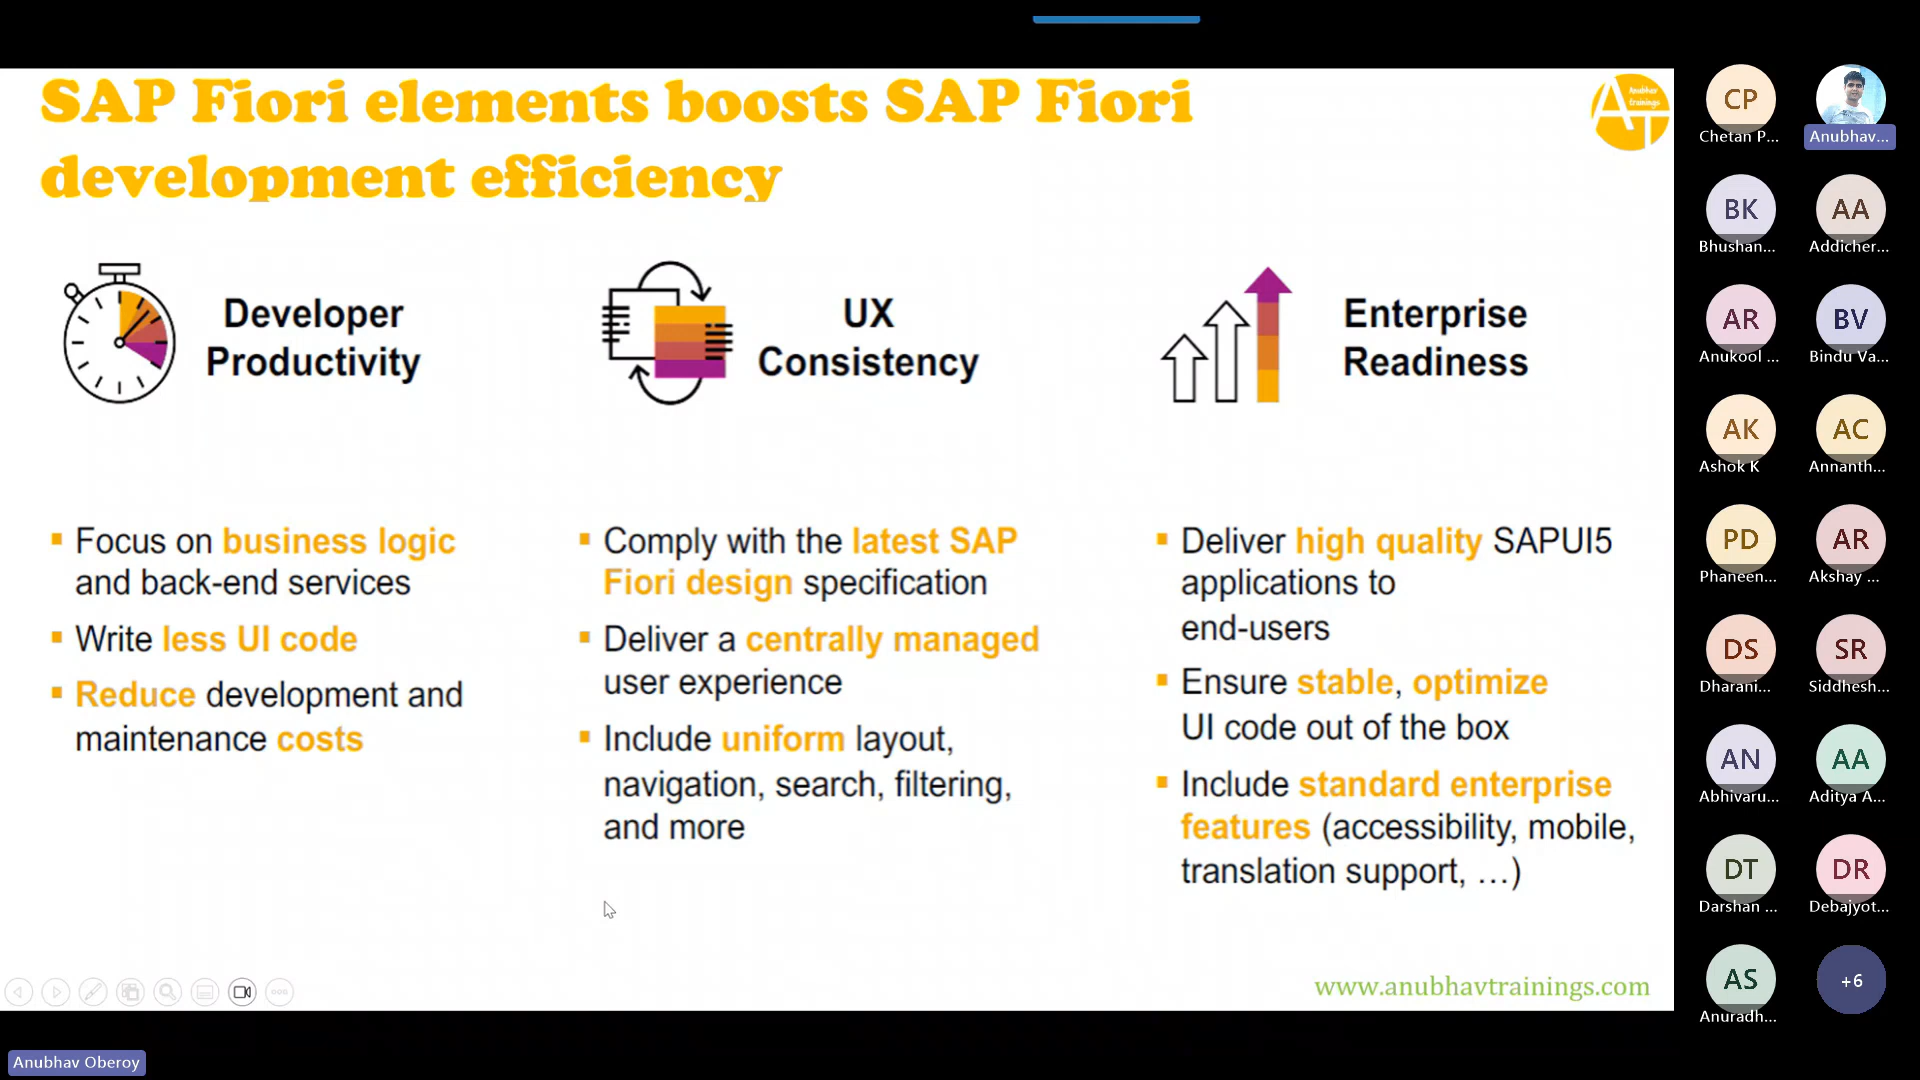 SAP Fiori elements boosts SAP Fiori
development efficiency
Anubhav
trainings
Developer
Productivity
UX
Consistency
Enterprise
Readiness
▪ Focus on business logic
and back-end services
▪ Write less UI code
▪ Reduce development and
maintenance costs
▪ Comply with the latest SAP
Fiori design specification
▪ Deliver a centrally managed
user experience
▪ Include uniform layout,
navigation, search, filtering,
and more
▪ Deliver high quality SAPUI5
applications to
end-users
▪ Ensure stable, optimize
UI code out of the box
▪ Include standard enterprise
features (accessibility, mobile,
translation support, …)
www.anubhavtrainings.com
Anubhav Oberoy
CP
Chetan P...
Anubhav...
BK
Bhushan...
AA
Addicher...
AR
Anukool ...
BV
Bindu Va...
AK
Ashok K
AC
Annanth...
PD
Phaneen...
AR
Akshay ...
DS
Dharani...
SR
Siddhesh...
AN
Abhivaru...
AA
Aditya A...
DT
Darshan ...
DR
Debajyot...
AS
Anuradh...
+6